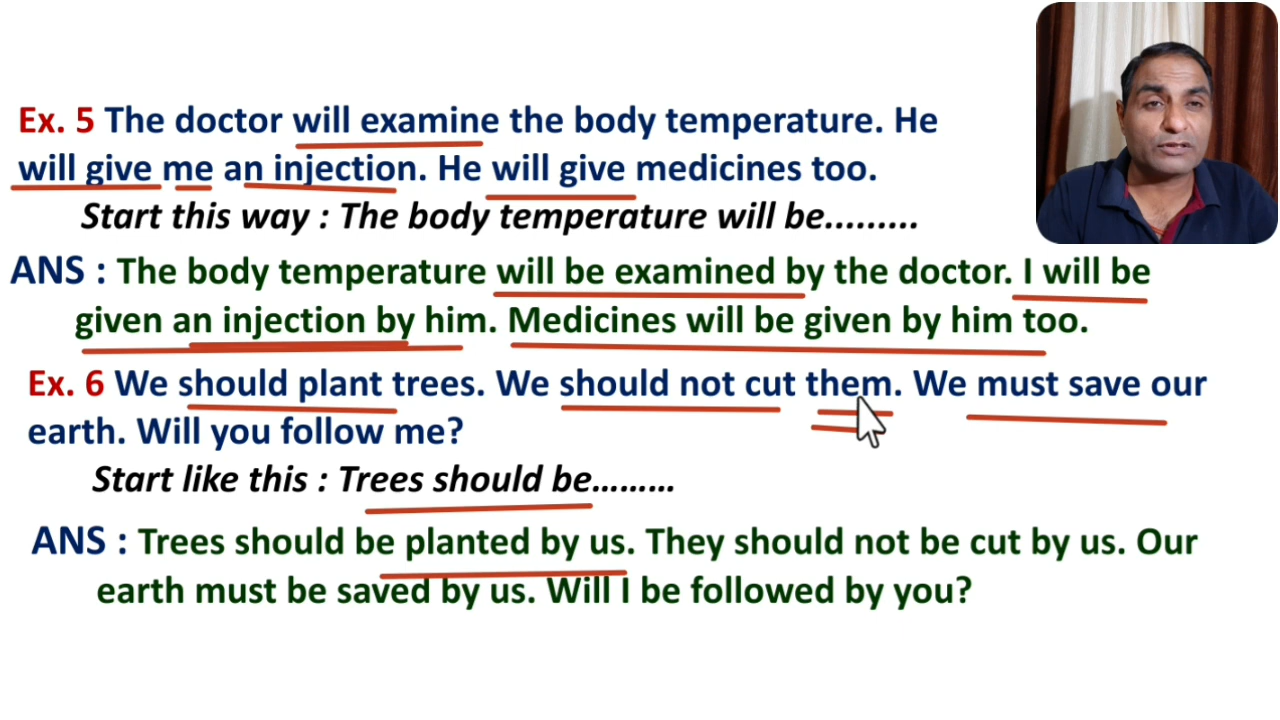 Ex. 5 The doctor will examine the body temperature. He
will give me an injection. He will give medicines too.
Start this way : The body temperature will be.........
ANS : The body temperature will be examined by the doctor. I will be
given an injection by him. Medicines will be given by him too.
Ex. 6 We should plant trees. We should not cut them. We must save our
earth. Will you follow me?
Start like this : Trees should be.........
ANS : Trees should be planted by us. They should not be cut by us. Our
earth must be saved by us. Will I be followed by you?